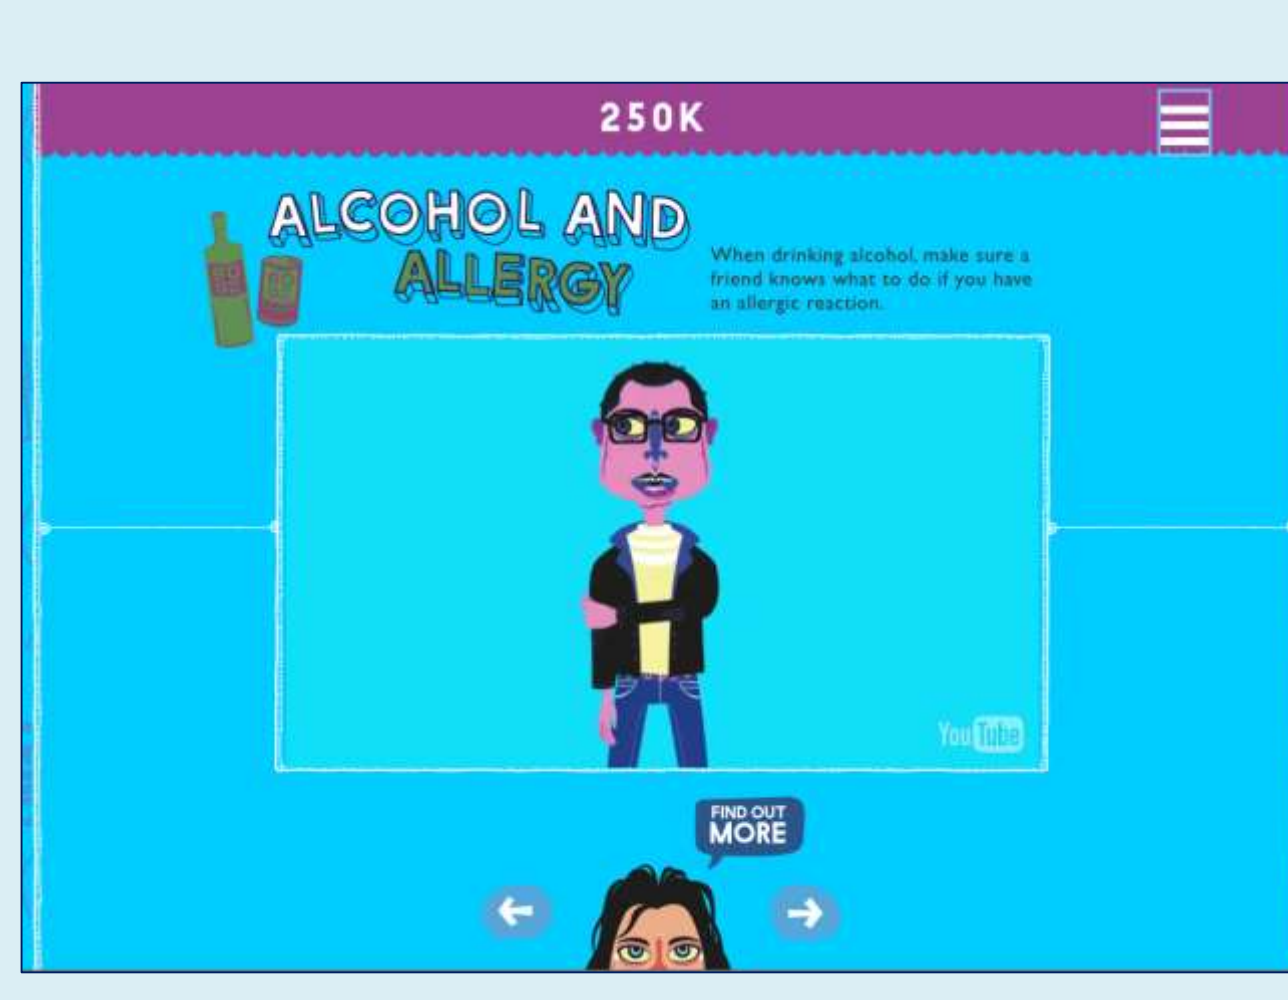 250K
ALCOHOL AND
ALLERGY
When drinking alcohol, make sure a
friend knows what to do if you have
an allergic reaction.
YouTube
FIND OUT
MORE